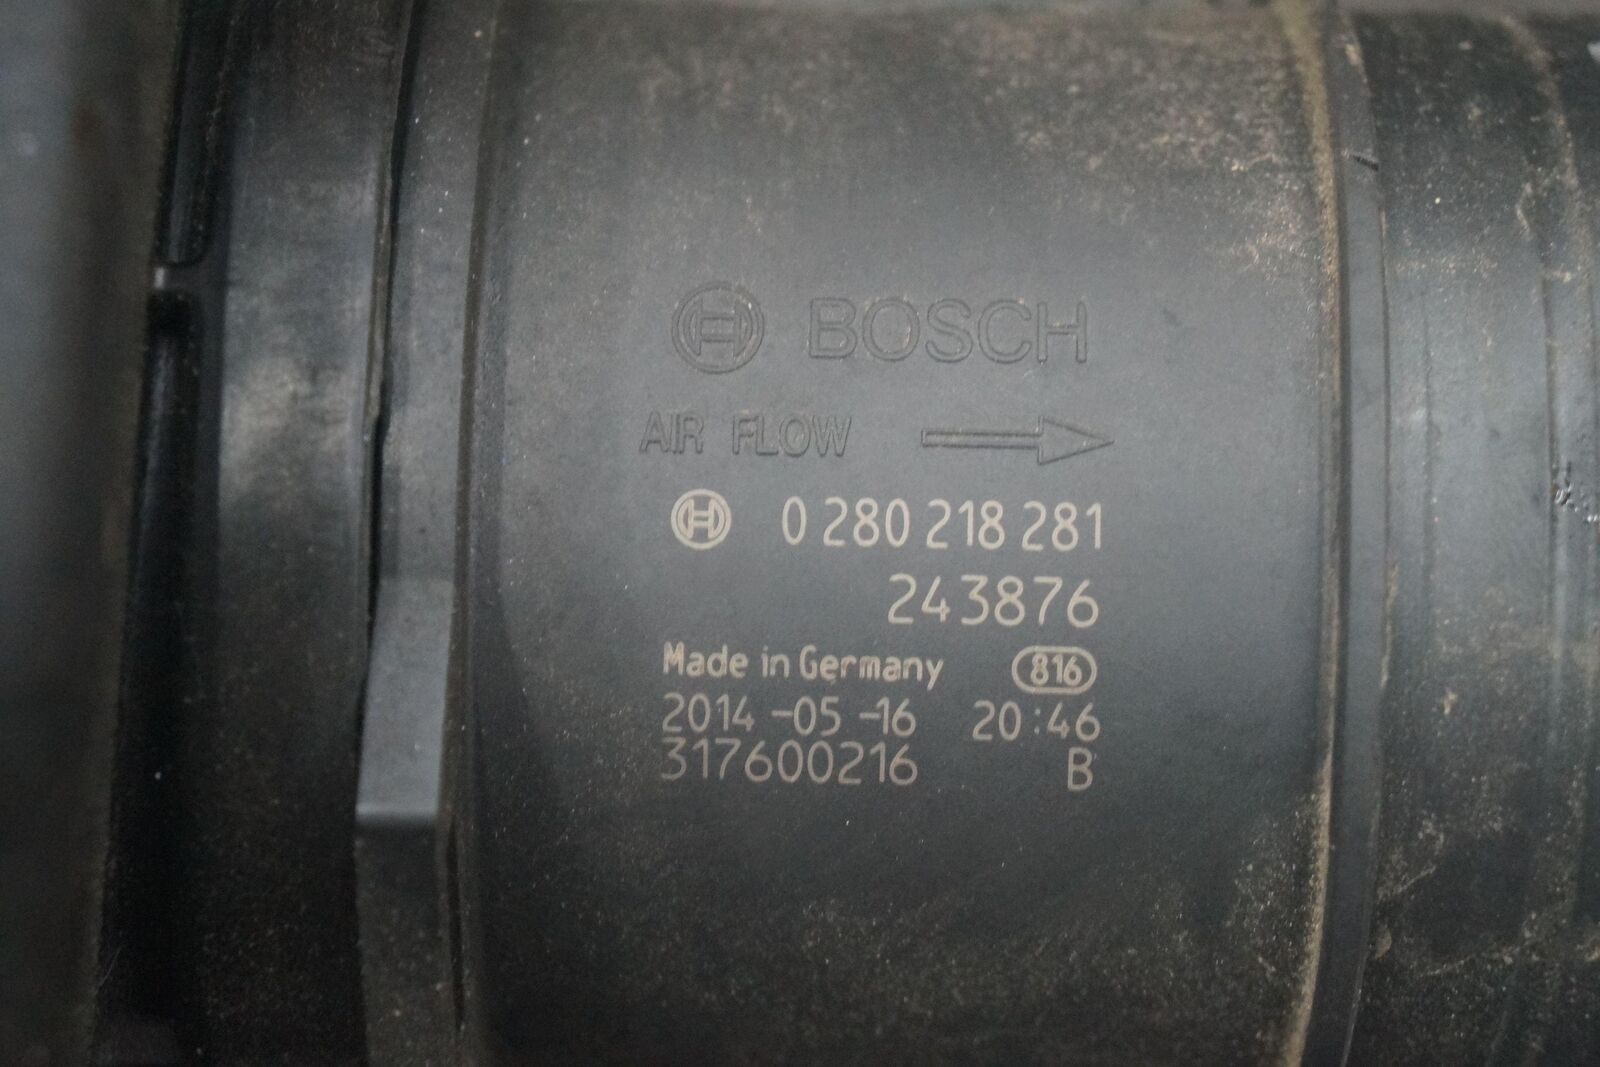 BOSCH
AIR FLOW
0 280 218 281
243876
Made in Germany 816
2014-05-16 20:46
317600216 B